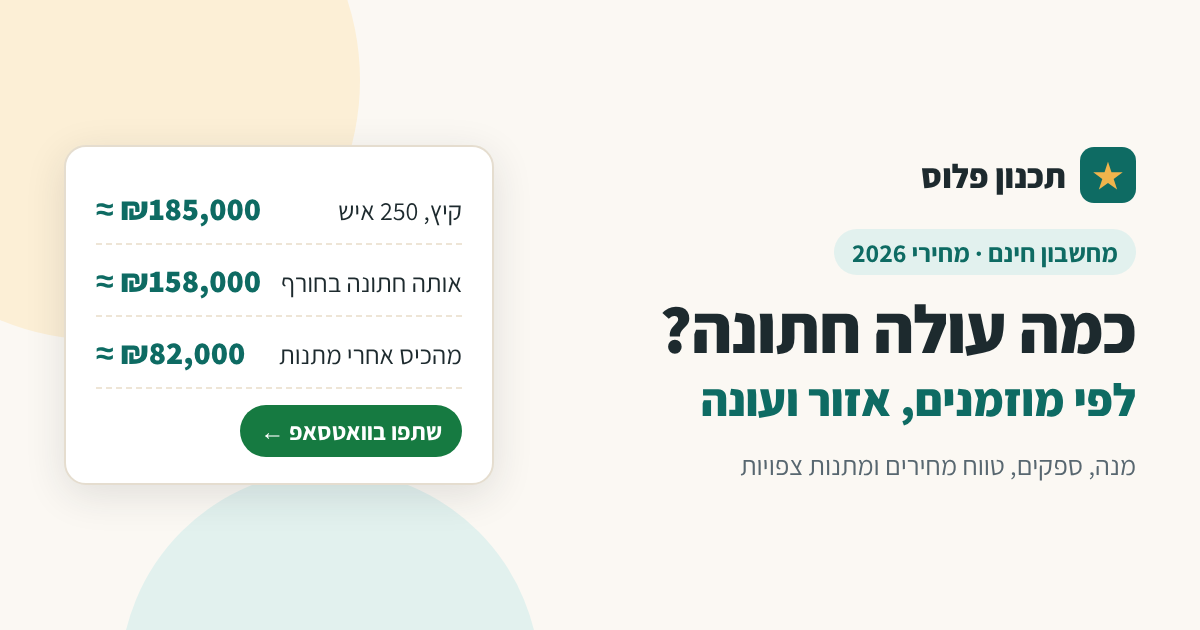 תכנון פלוס
מחשבון חינם · מחירי 2026
כמה עולה חתונה?
לפי מוזמנים, אזור ועונה
מנה, ספקים, טווח מחירים ומתנות צפויות
קיץ, 250 איש ₪185,000 ≈
אותה חתונה בחורף ₪158,000 ≈
מהכיס אחרי מתנות ₪82,000 ≈
שתפו בוואטסאפ ←